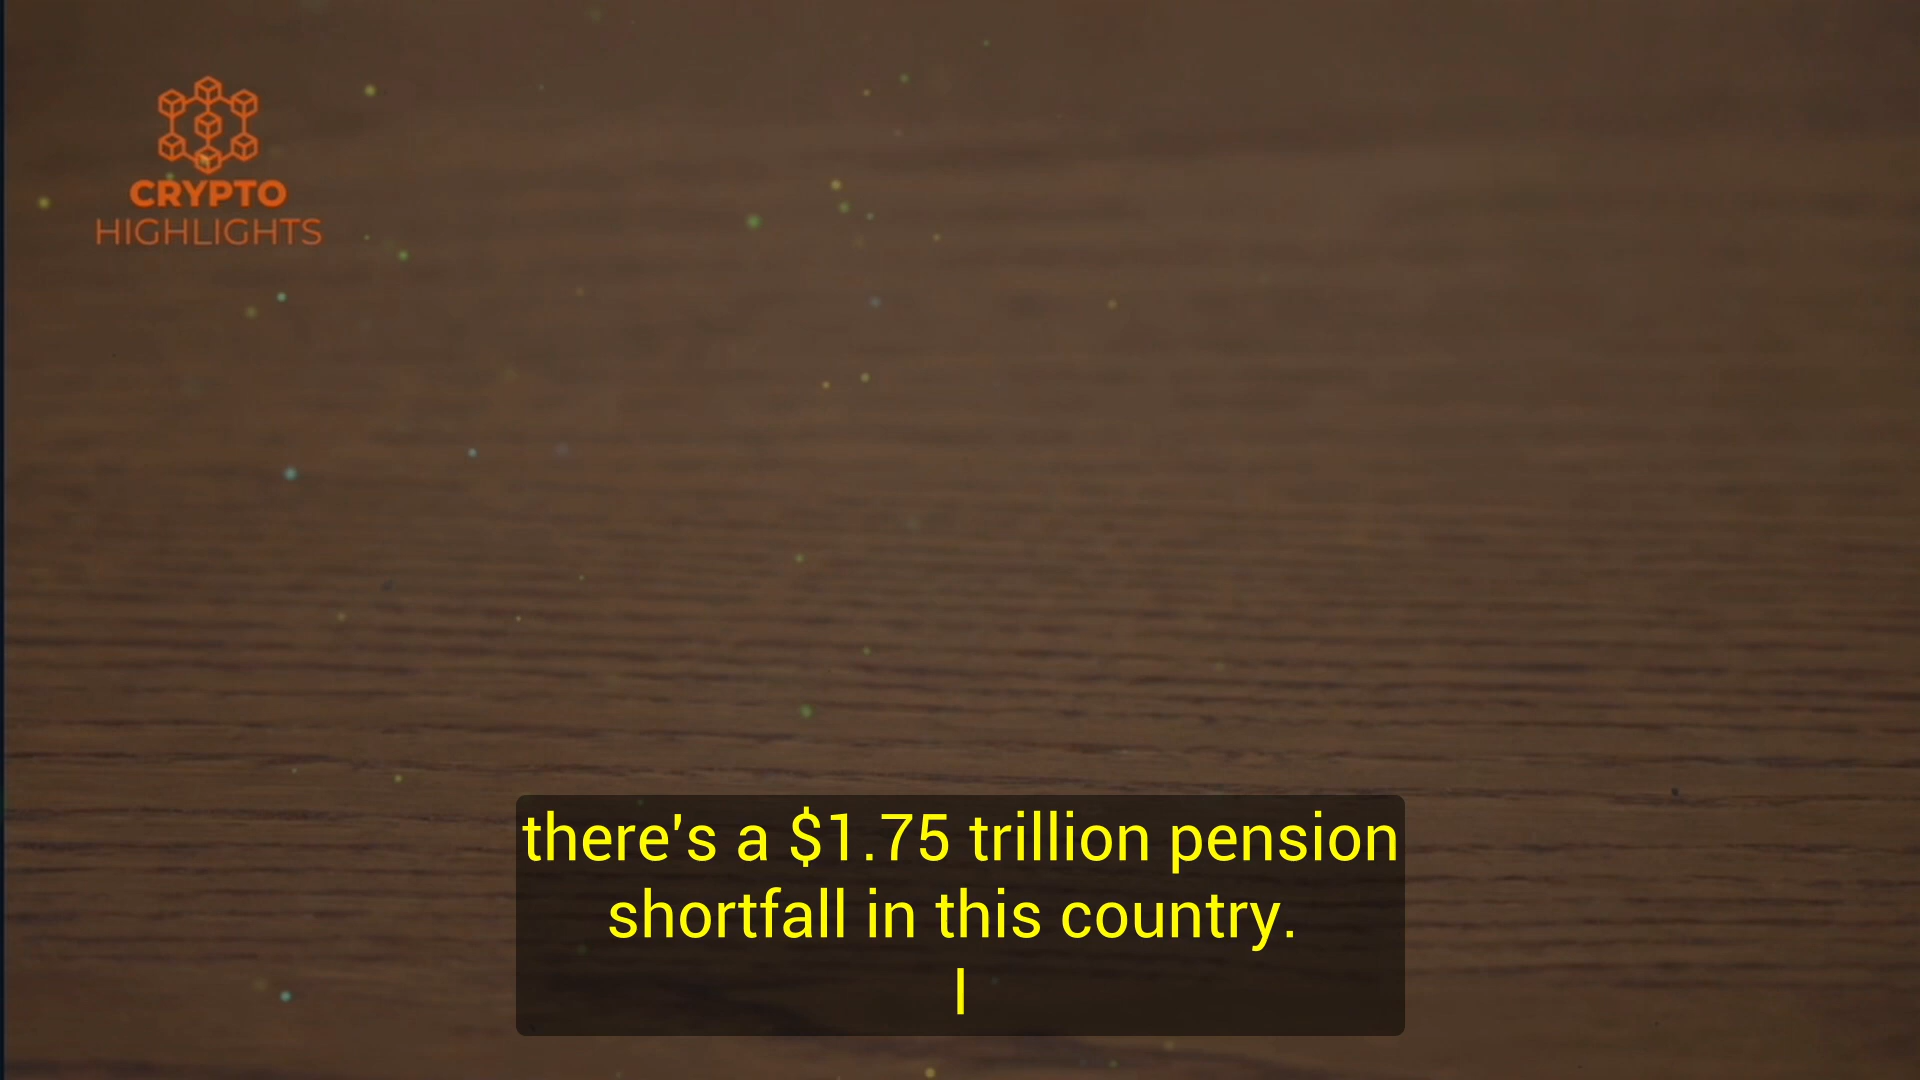 CRYPTO
HIGHLIGHTS
there's a $1.75 trillion pension
shortfall in this country.
I